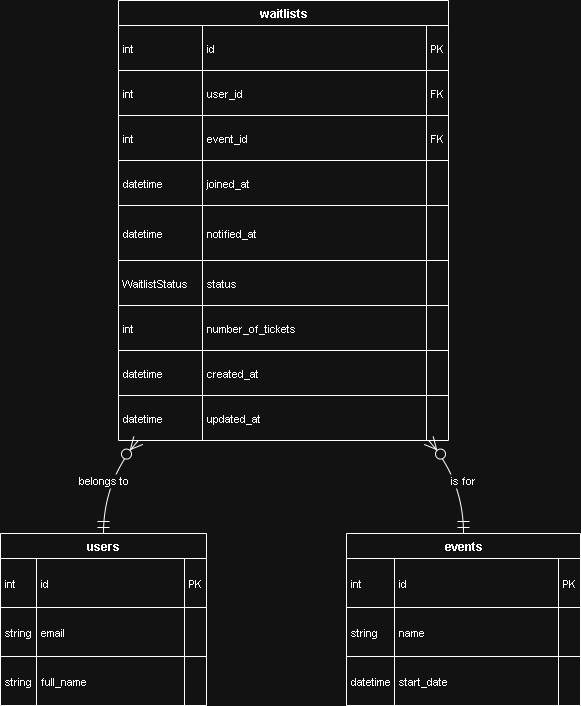 waitlists
int id PK
int user_id FK
int event_id FK
datetime joined_at
datetime notified_at
WaitlistStatus status
int number_of_tickets
datetime created_at
datetime updated_at
belongs to is for
users events
int id PK int id PK
string email string name
string full_name datetime start_date